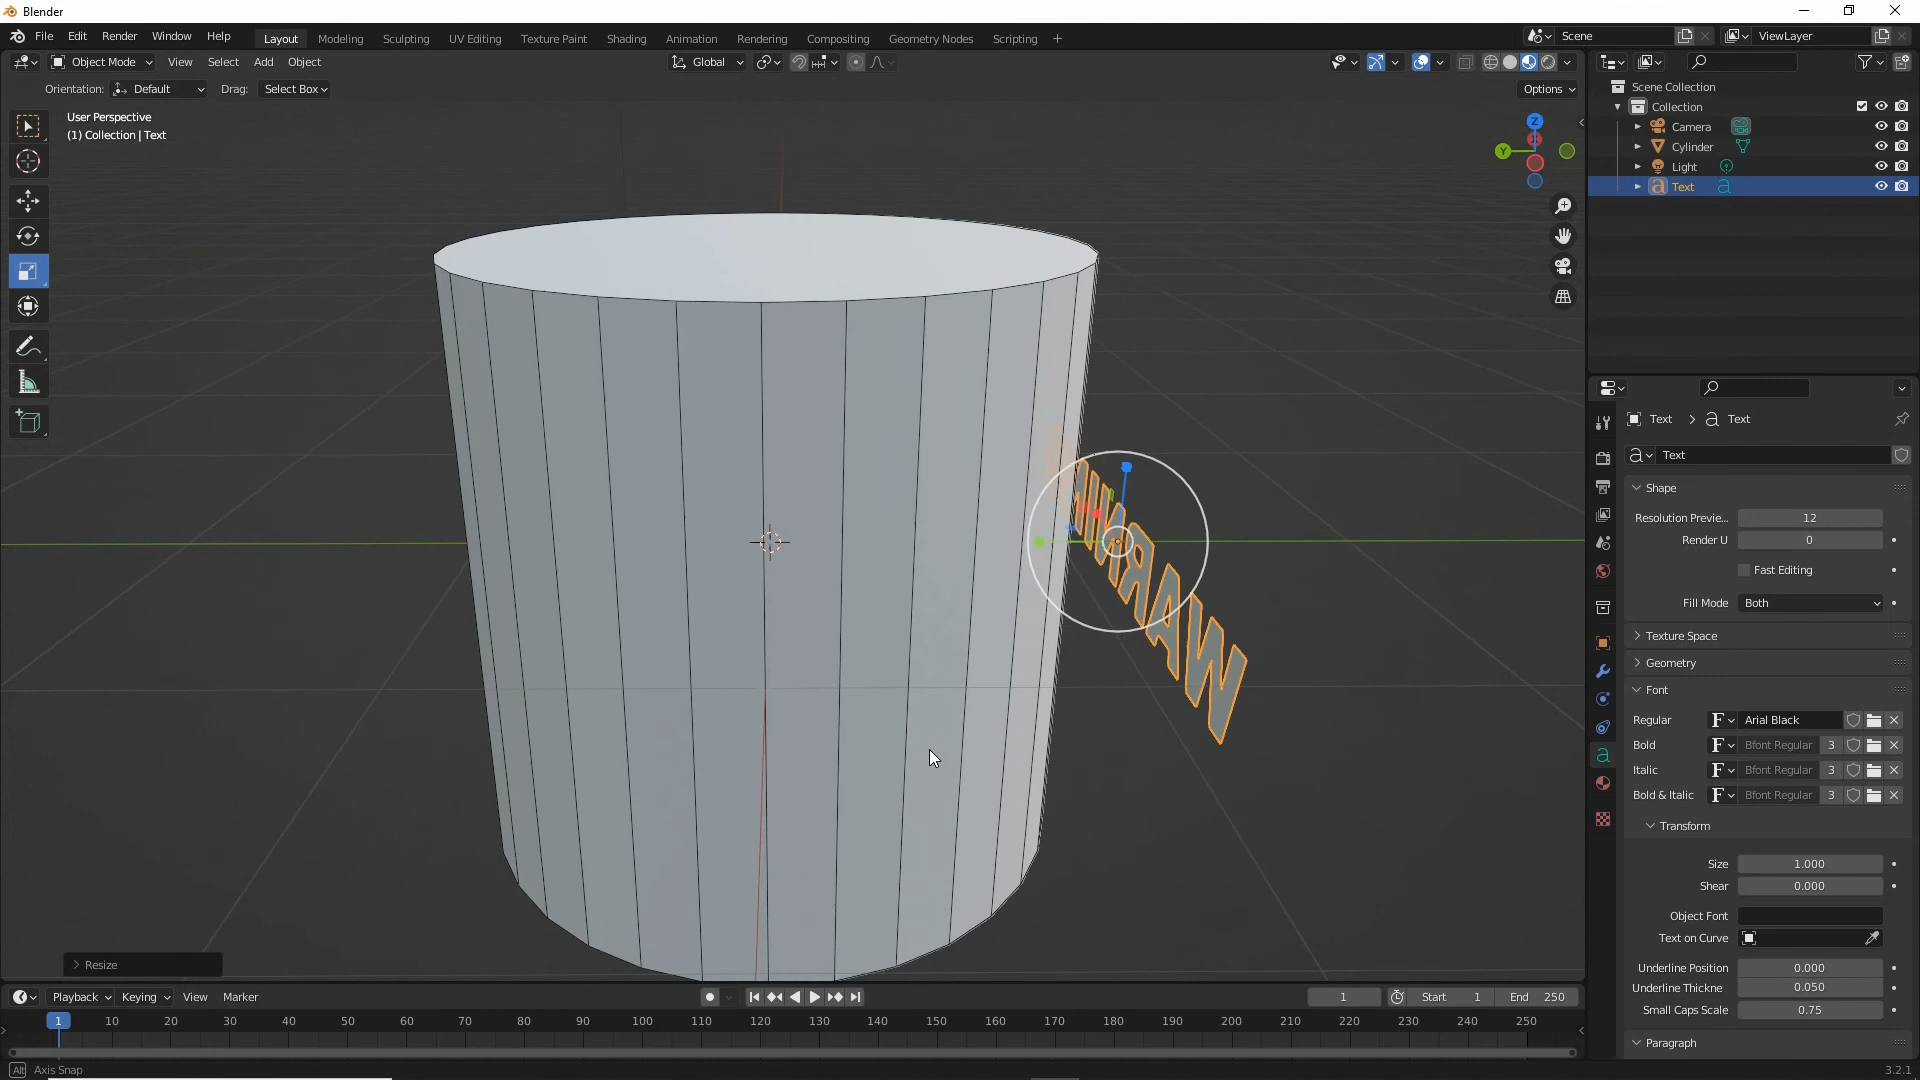 Blender
File Edit Render Window Help
Layout Modeling Sculpting UV Editing Texture Paint Shading Animation Rendering Compositing Geometry Nodes Scripting +
Scene
ViewLayer
Object Mode View Select Add Object
Global
Orientation: Default Drag: Select Box
Options
User Perspective
(1) Collection | Text
Z
X
Y
Scene Collection
Collection
Camera
Cylinder
Light
Text
Text > Text
Text
Shape
Resolution Previe... 12
Render U 0
Fast Editing
Fill Mode Both
Texture Space
Geometry
Font
Regular Arial Black
Bold Bfont Regular 3
Italic Bfont Regular 3
Bold & Italic Bfont Regular 3
Transform
Size 1.000
Shear 0.000
Object Font
Text on Curve
Underline Position 0.000
Underline Thickne 0.050
Small Caps Scale 0.75
Paragraph
> Resize
Playback Keying View Marker
1 Start 1 End 250
1 10 20 30 40 50 60 70 80 90 100 110 120 130 140 150 160 170 180 190 200 210 220 230 240 250
Alt Axis Snap
3.2.1